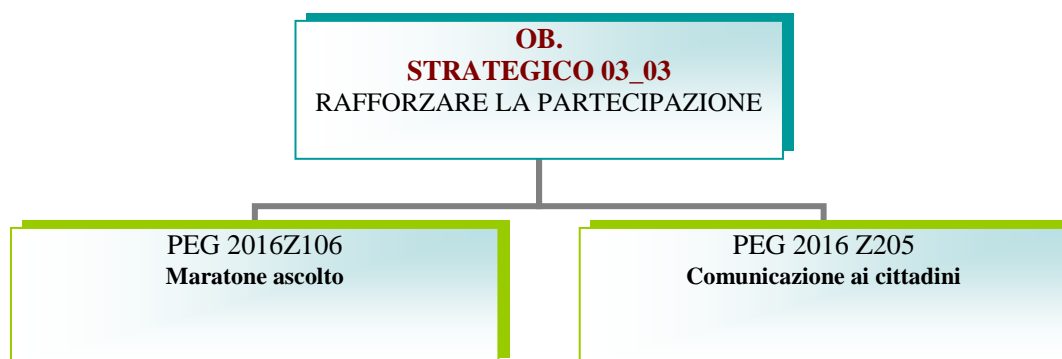 OB.
STRATEGICO 03_03
RAFFORZARE LA PARTECIPAZIONE
PEG 2016Z106
Maratone ascolto
PEG 2016 Z205
Comunicazione ai cittadini